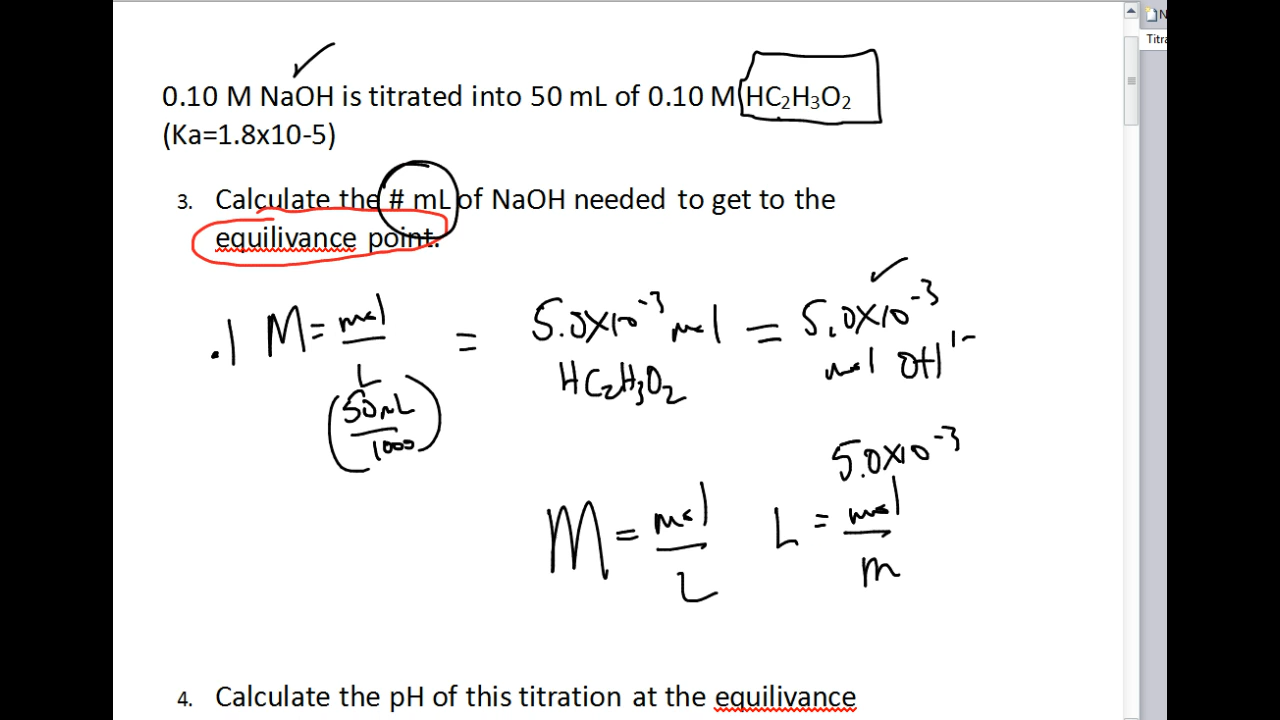 N
Titra
0.10 M NaOH is titrated into 50 mL of 0.10 M HC₂H₃O₂
(Ka=1.8x10-5)
3. Calculate the # mL of NaOH needed to get to the
equilivance point.
.1 M = mol / L = 5.0X10⁻³ mol = 5.0X10⁻³
HC₂H₃O₂ mol OH¹⁻
(50mL / 1000)
5.0X10⁻³
M = mol / L L = mol / M
4. Calculate the pH of this titration at the equilivance